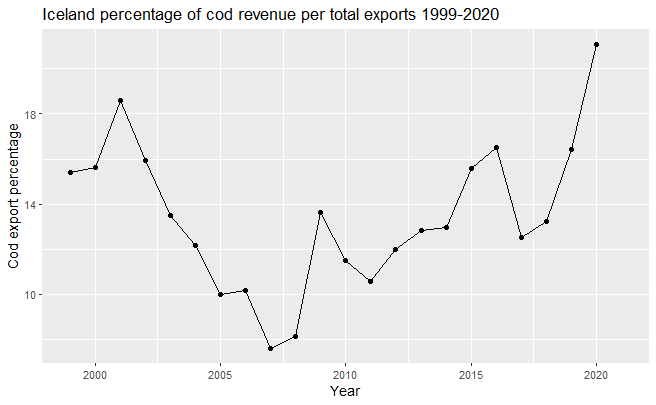 Iceland percentage of cod revenue per total exports 1999-2020
Cod export percentage
18
14
10
2000 2005 2010 2015 2020
Year